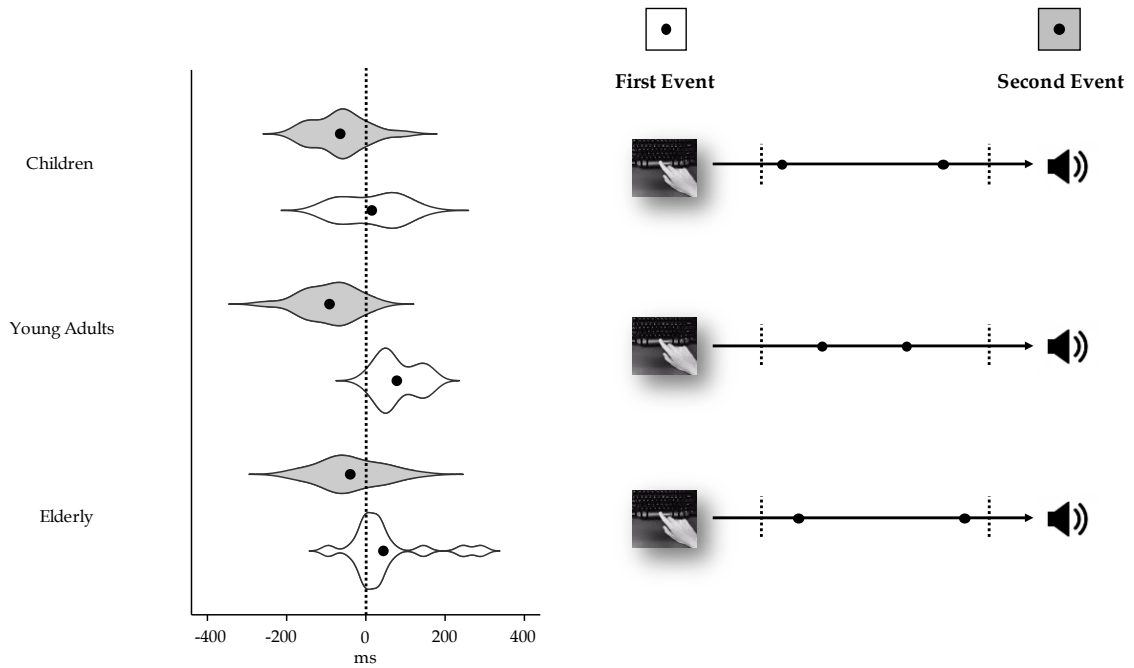 First Event
Second Event
Children
Young Adults
Elderly
-400
-200
0
200
400
ms